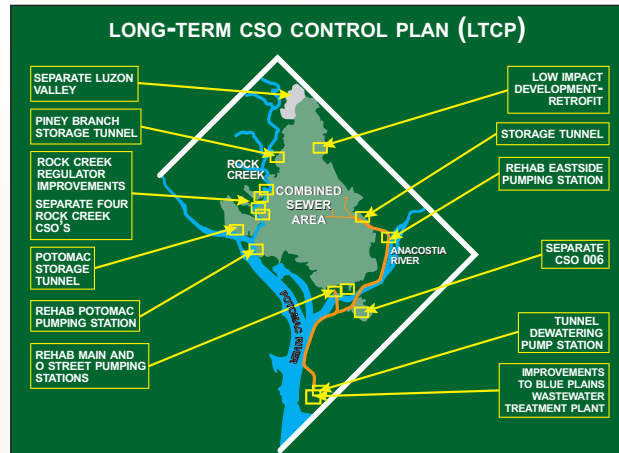 LONG-TERM CSO CONTROL PLAN (LTCP)
SEPARATE LUZON
VALLEY
PINEY BRANCH
STORAGE TUNNEL
ROCK CREEK
REGULATOR
IMPROVEMENTS
SEPARATE FOUR
ROCK CREEK
CSO'S
POTOMAC
STORAGE
TUNNEL
REHAB POTOMAC
PUMPING STATION
REHAB MAIN AND
O STREET PUMPING
STATIONS
ROCK
CREEK
COMBINED
SEWER
AREA
ANACOSTIA
RIVER
POTOMAC RIVER
LOW IMPACT
DEVELOPMENT-
RETROFIT
STORAGE TUNNEL
REHAB EASTSIDE
PUMPING STATION
SEPARATE
CSO 006
TUNNEL
DEWATERING
PUMP STATION
IMPROVEMENTS
TO BLUE PLAINS
WASTEWATER
TREATMENT PLANT